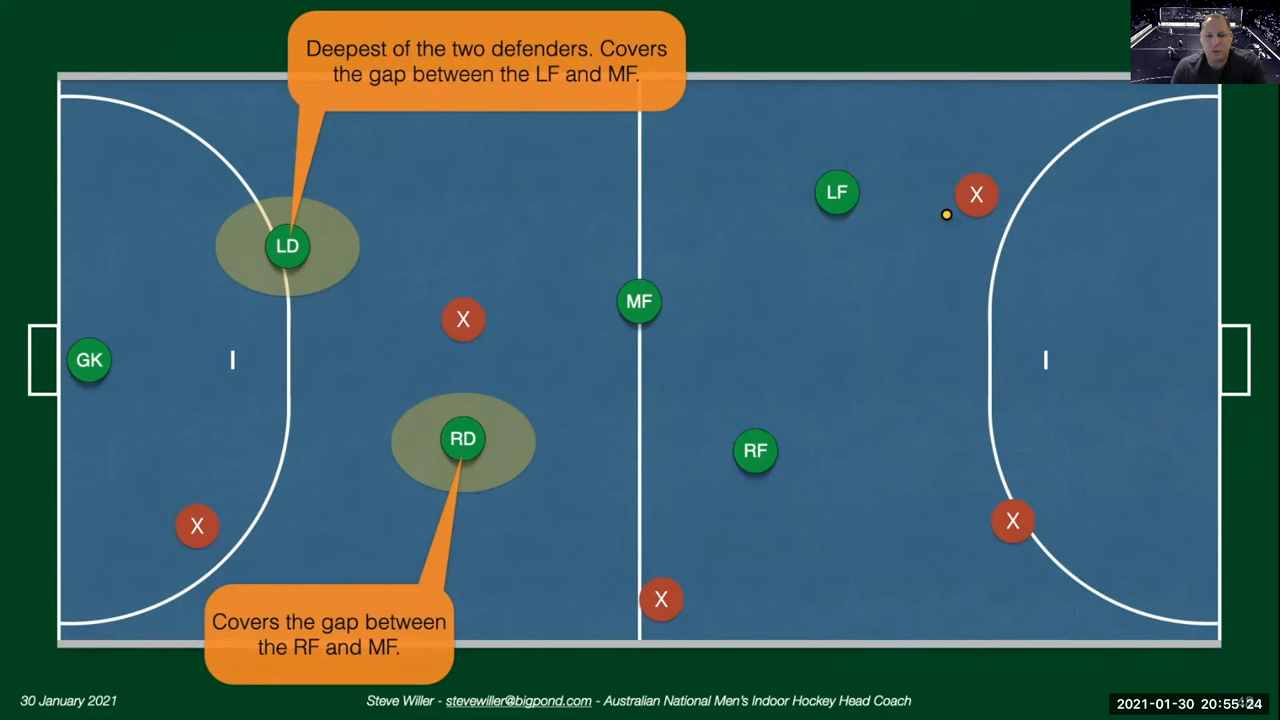 Deepest of the two defenders. Covers
the gap between the LF and MF.
LF
X
LD
MF
X
GK
RD
RF
X
X
X
Covers the gap between
the RF and MF.
30 January 2021
Steve Willer - stevewiller@bigpond.com - Australian National Men's Indoor Hockey Head Coach
2021-01-30 20:55:24